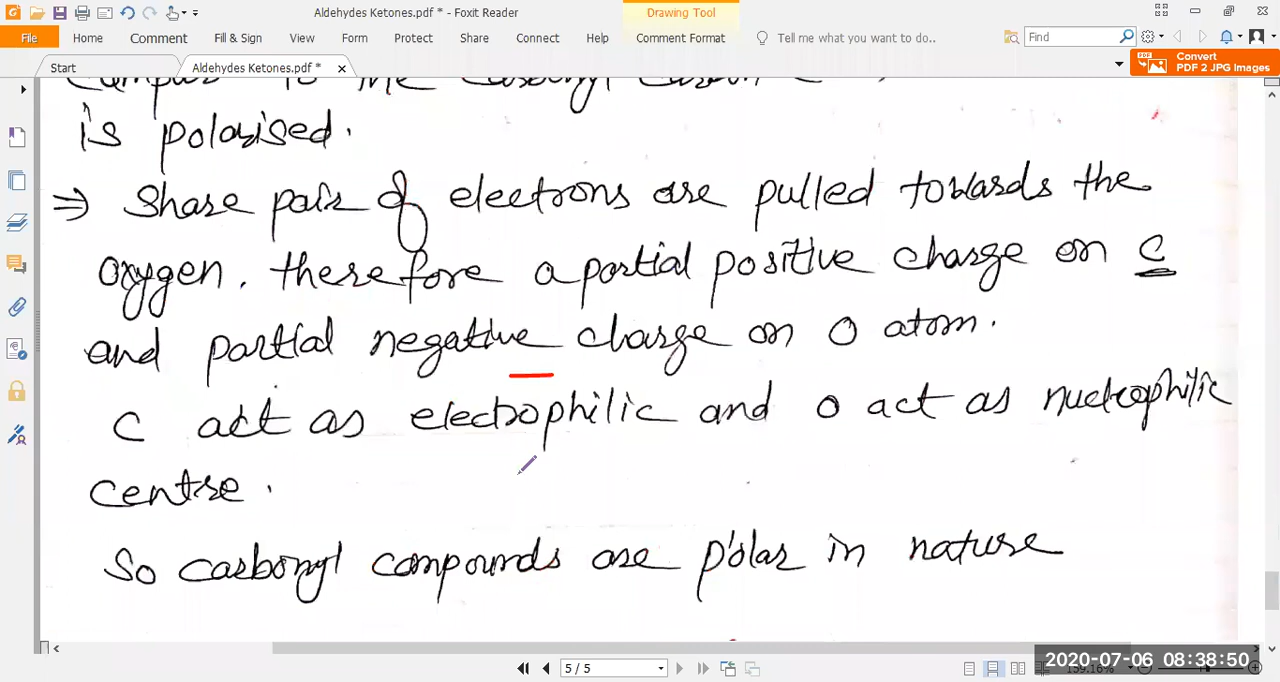 Aldehydes Ketones.pdf * - Foxit Reader
Drawing Tool
File Home Comment Fill & Sign View Form Protect Share Connect Help Comment Format Tell me what you want to do.. Find
Start Aldehydes Ketones.pdf * Convert
PDF 2 JPG Images
to the carbonyl carbon
is polarised.
⇒ Share pair of electrons are pulled towards the
oxygen. therefore a partial positive charge on C
and partial negative charge on O atom.
C act as electrophilic and O act as nucleophilic
centre.
So carbonyl compounds are polar in nature
5 / 5
2020-07-06 08:38:50